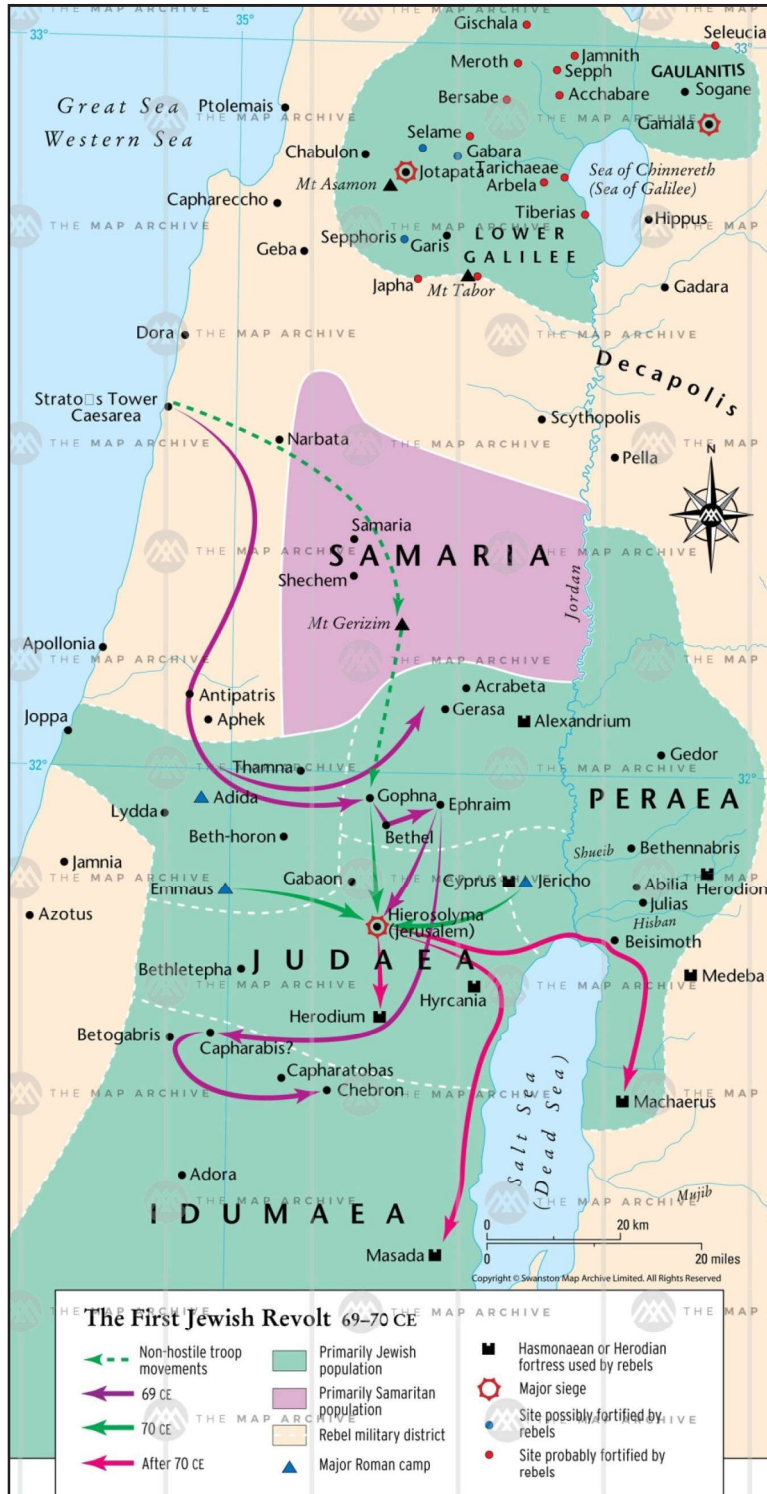 33°
35°
33°
Gischala
Seleucia
Meroth
Jamnith
Sepph
GAULANITIS
Sogane
Bersabe
Acchabare
Gamala
Great Sea
Western Sea
Ptolemais
Selame
Gabara
Chabulon
Jotapata
Mt Asamon
Tarichaeae
Arbela
Sea of Chinnereth
(Sea of Galilee)
Caphareccho
Tiberias
Hippus
Sepphoris
Garis
LOWER
GALILEE
Geba
Japha
Mt Tabor
Gadara
Dora
Decapolis
Strato□s Tower
Caesarea
Narbata
Scythopolis
Pella
N
Samaria
SAMARIA
Shechem
Mt Gerizim
Jordan
Apollonia
Antipatris
Aphek
Acrabeta
Gerasa
Alexandrium
Joppa
Gedor
32°
Thamna
32°
Adida
Gophna
Ephraim
PERAEA
Lydda
Beth-horon
Bethel
Shueib
Bethennabris
Jamnia
Gabaon
Cyprus
Jericho
Abilia
Herodion
Emmaus
Julias
Azotus
Hierosolyma
(Jerusalem)
Hisban
Beisimoth
JUDAEA
Bethletepha
Medeba
Hyrcania
Herodium
Betogabris
Capharabis?
Capharatobas
Chebron
Machaerus
Salt Sea
(Dead Sea)
Adora
Mujib
IDUMAEA
Masada
0 20 km
0 20 miles
Copyright © Swanston Map Archive Limited. All Rights Reserved
The First Jewish Revolt 69–70 CE
Non-hostile troop
movements
69 CE
70 CE
After 70 CE
Primarily Jewish
population
Primarily Samaritan
population
Rebel military district
Major Roman camp
Hasmonaean or Herodian
fortress used by rebels
Major siege
Site possibly fortified by
rebels
Site probably fortified by
rebels
THE MAP ARCHIVE